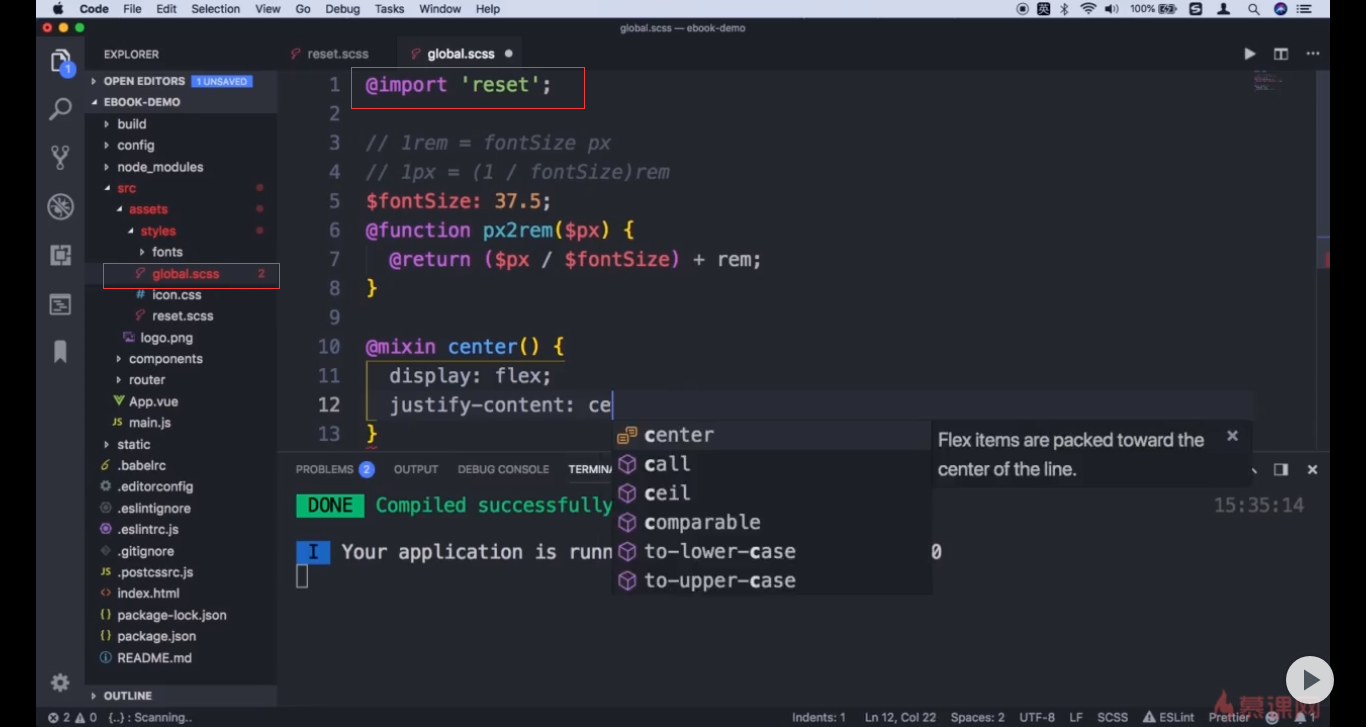 Code File Edit Selection View Go Debug Tasks Window Help 英 100%
global.scss — ebook-demo
EXPLORER reset.scss global.scss
OPEN EDITORS 1 UNSAVED
EBOOK-DEMO
build
config
node_modules
src
assets
styles
fonts
global.scss 2
# icon.css
reset.scss
logo.png
components
router
App.vue
JS main.js
static
.babelrc
.editorconfig
.eslintignore
.eslintrc.js
.gitignore
JS .postcssrc.js
<> index.html
{} package-lock.json
{} package.json
README.md
OUTLINE
1 @import 'reset';
2
3 // 1rem = fontSize px
4 // 1px = (1 / fontSize)rem
5 $fontSize: 37.5;
6 @function px2rem($px) {
7 @return ($px / $fontSize) + rem;
8 }
9
10 @mixin center() {
11 display: flex;
12 justify-content: ce
13 }
center
call
ceil
comparable
to-lower-case
to-upper-case
Flex items are packed toward the
center of the line.
PROBLEMS 2 OUTPUT DEBUG CONSOLE TERMINA
DONE Compiled successfully 15:35:14
I Your application is runn 0
2 0 {..} : Scanning.. Indents: 1 Ln 12, Col 22 Spaces: 2 UTF-8 LF SCSS ESLint Prettier 1
慕课网